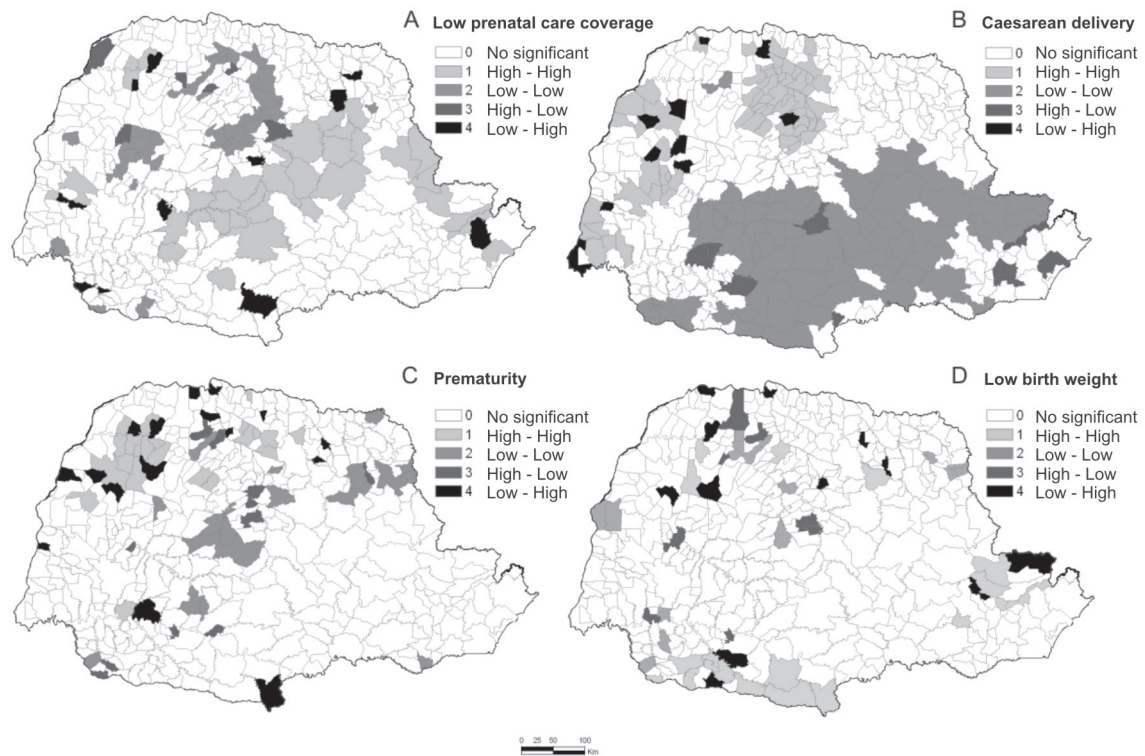 A Low prenatal care coverage
0 No significant
1 High - High
2 Low - Low
3 High - Low
4 Low - High
B Caesarean delivery
0 No significant
1 High - High
2 Low - Low
3 High - Low
4 Low - High
C Prematurity
0 No significant
1 High - High
2 Low - Low
3 High - Low
4 Low - High
D Low birth weight
0 No significant
1 High - High
2 Low - Low
3 High - Low
4 Low - High
0 25 50 100
Km